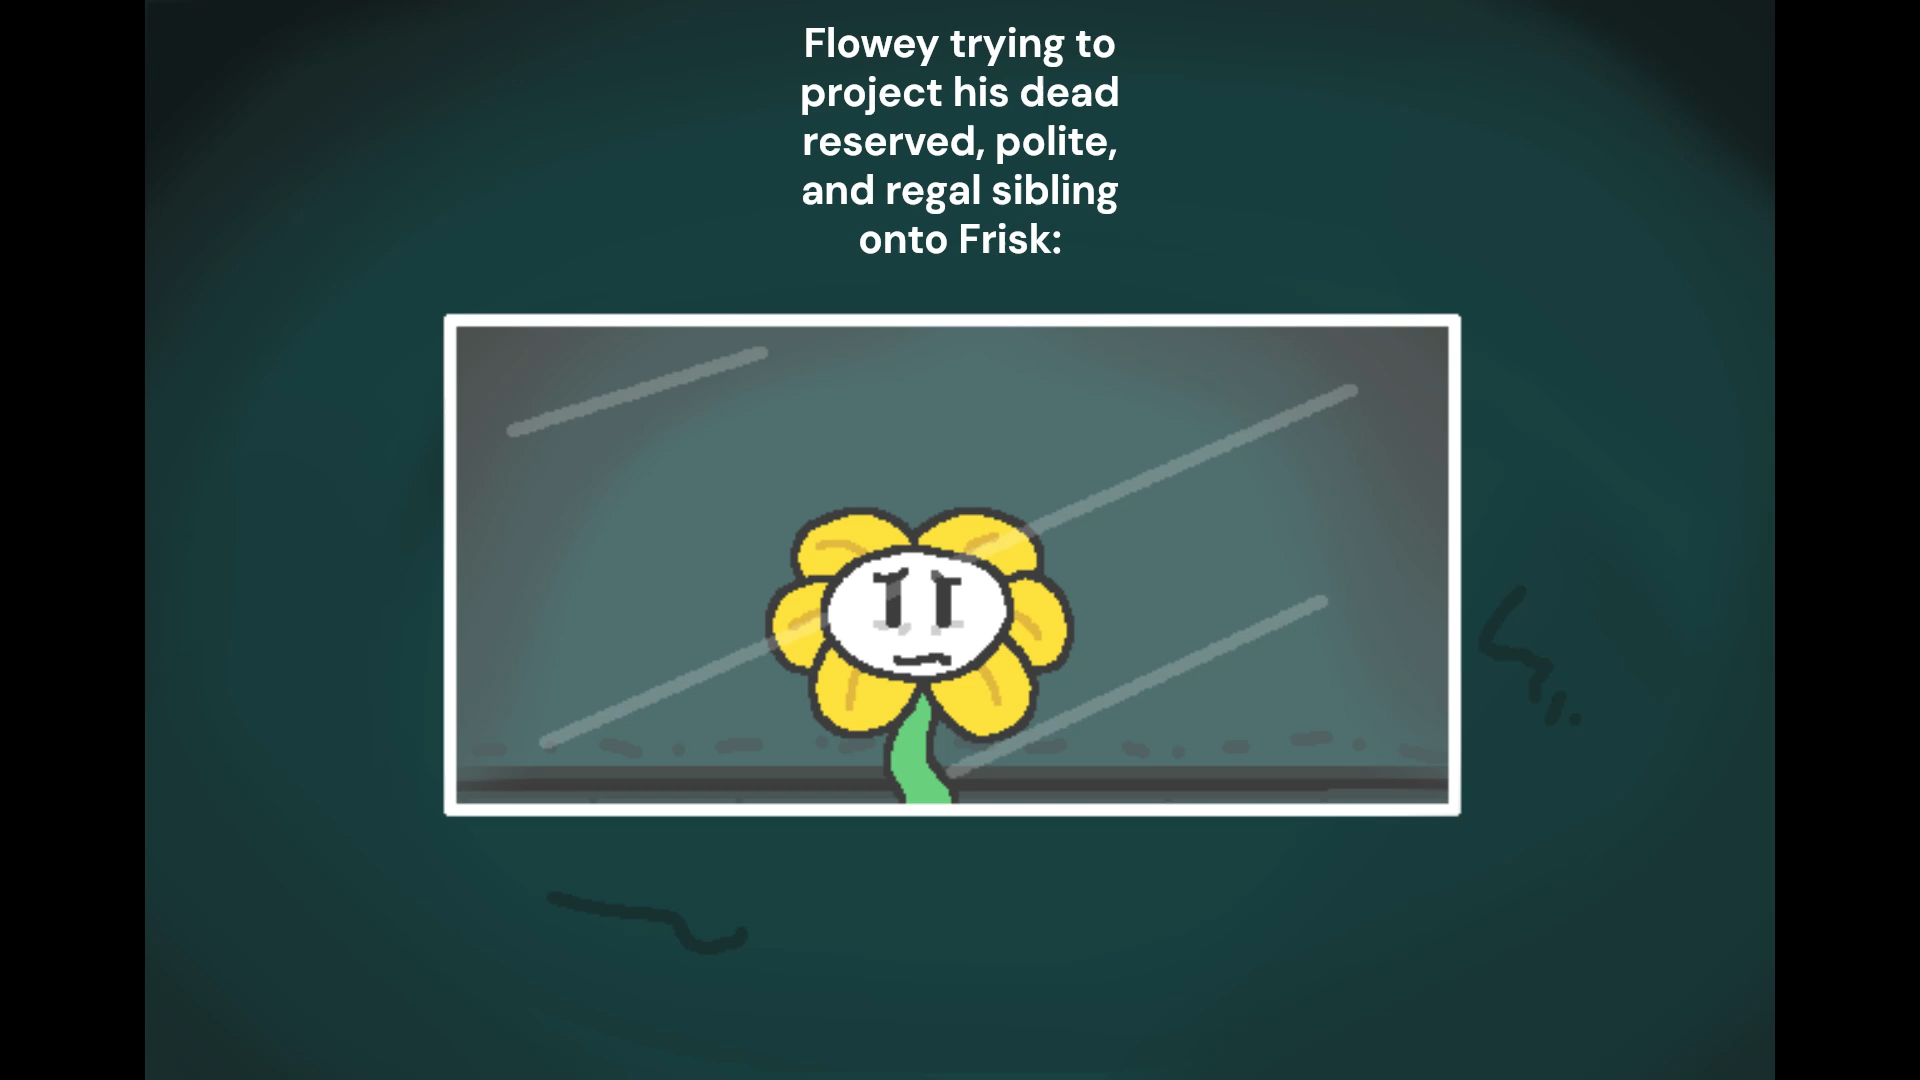 Flowey trying to
project his dead
reserved, polite,
and regal sibling
onto Frisk: